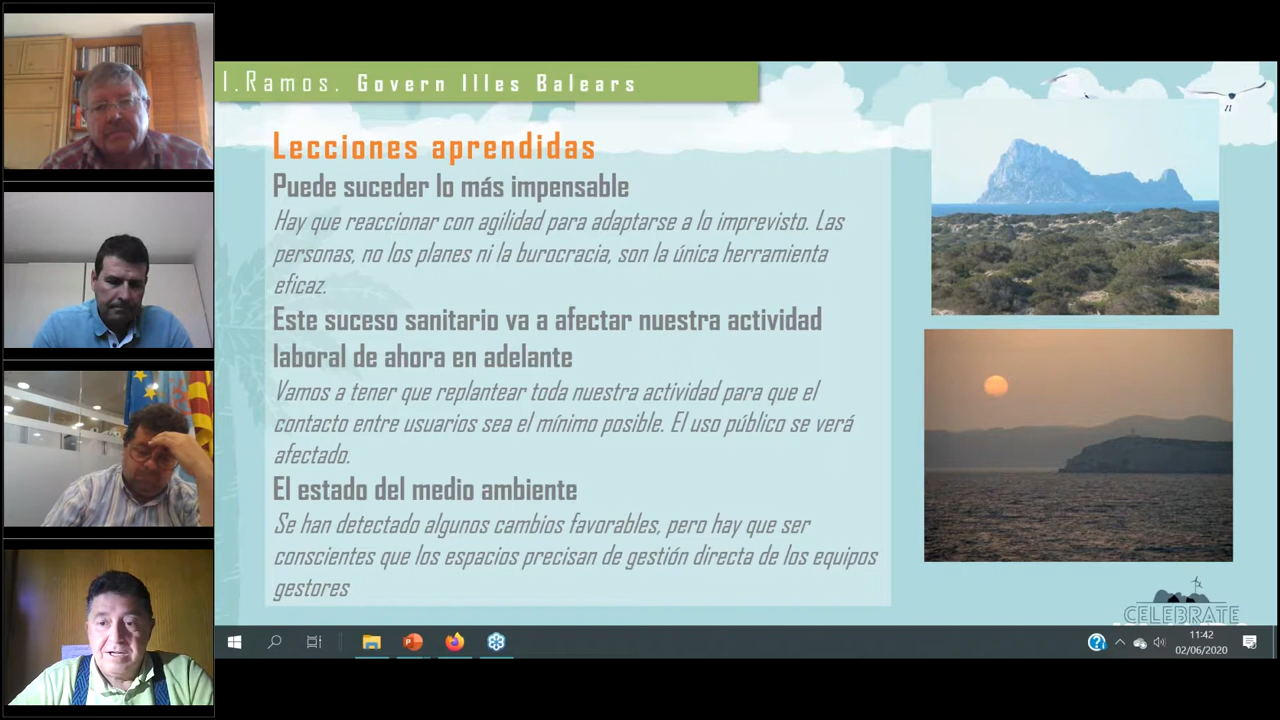 I.Ramos. Govern Illes Balears
Lecciones aprendidas
Puede suceder lo más impensable
Hay que reaccionar con agilidad para adaptarse a lo imprevisto. Las
personas, no los planes ni la burocracia, son la única herramienta
eficaz.
Este suceso sanitario va a afectar nuestra actividad
laboral de ahora en adelante
Vamos a tener que replantear toda nuestra actividad para que el
contacto entre usuarios sea el mínimo posible. El uso público se verá
afectado.
El estado del medio ambiente
Se han detectado algunos cambios favorables, pero hay que ser
conscientes que los espacios precisan de gestión directa de los equipos
gestores
CELEBRATE
11:42
02/06/2020